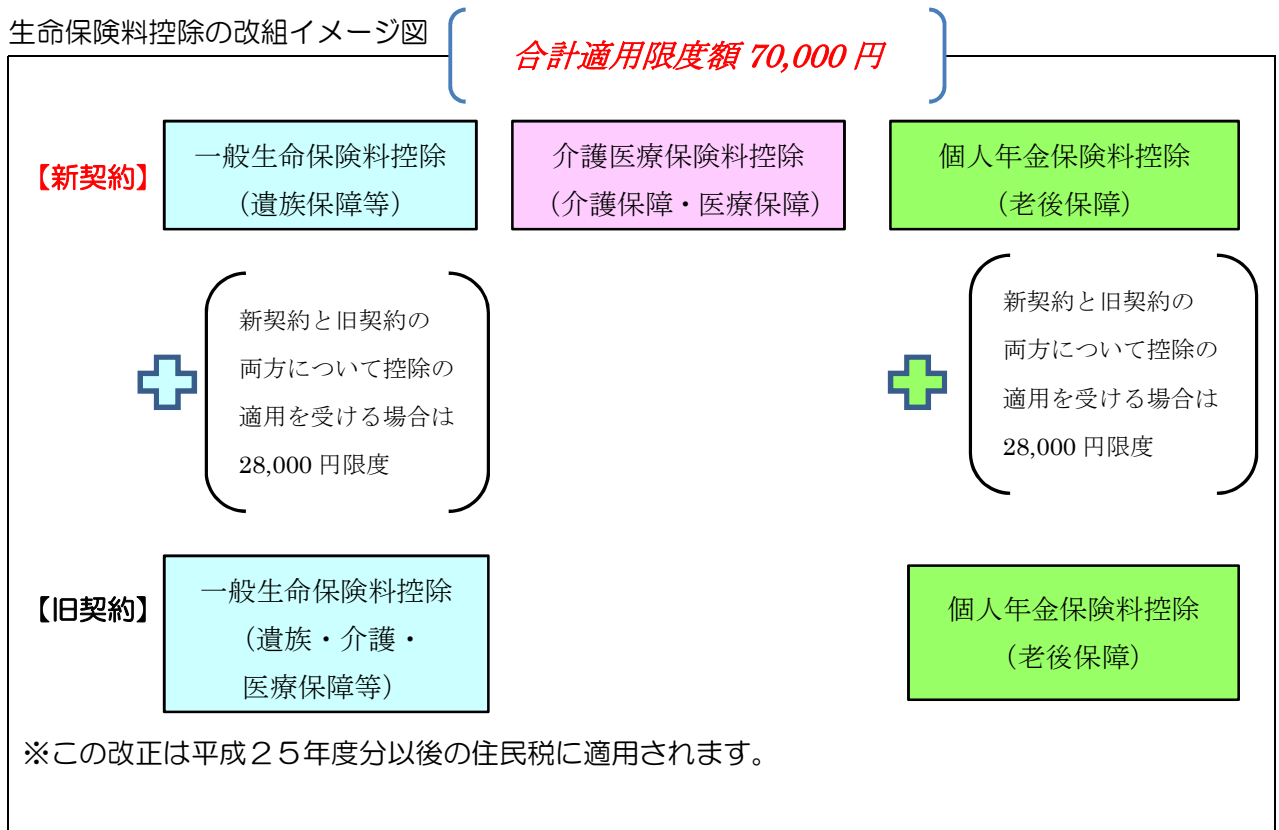 生命保険料控除の改組イメージ図
合計適用限度額 70,000 円
【新契約】
一般生命保険料控除
（遺族保障等）
介護医療保険料控除
（介護保障・医療保障）
個人年金保険料控除
（老後保障）
新契約と旧契約の
両方について控除の
適用を受ける場合は
28,000 円限度
新契約と旧契約の
両方について控除の
適用を受ける場合は
28,000 円限度
【旧契約】
一般生命保険料控除
（遺族・介護・
医療保障等）
個人年金保険料控除
（老後保障）
※この改正は平成２５年度分以後の住民税に適用されます。